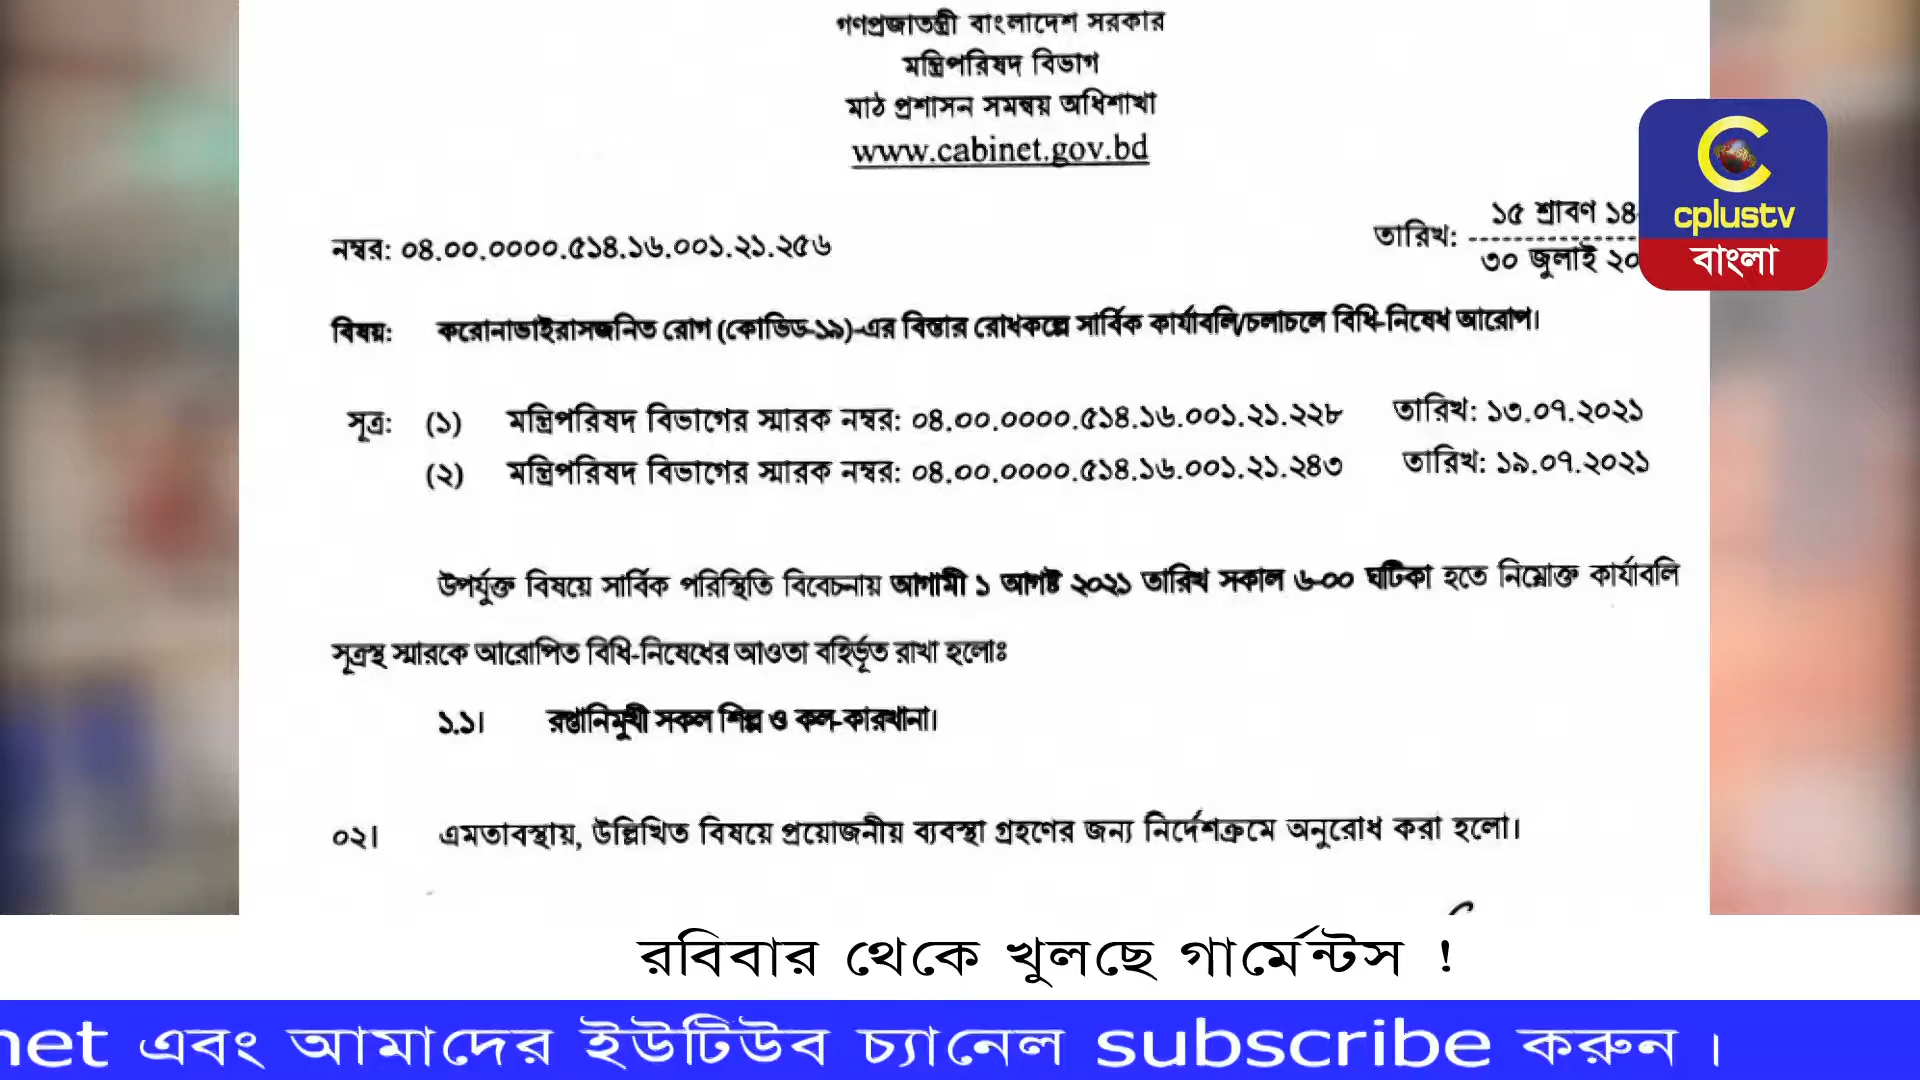 গণপ্রজাতন্ত্রী বাংলাদেশ সরকার
মন্ত্রিপরিষদ বিভাগ
মাঠ প্রশাসন সমন্বয় অধিশাখা
www.cabinet.gov.bd
নম্বর: ০৪.০০.০০০০.৫১৪.১৬.০০১.২১.২৫৬
তারিখ: ১৫ শ্রাবণ ১৪
৩০ জুলাই ২০
cplustv
বাংলা
বিষয়: করোনাভাইরাসজনিত রোগ (কোভিড-১৯)-এর বিস্তার রোধকল্পে সার্বিক কার্যাবলি/চলাচলে বিধি-নিষেধ আরোপ।
সূত্র: (১) মন্ত্রিপরিষদ বিভাগের স্মারক নম্বর: ০৪.০০.০০০০.৫১৪.১৬.০০১.২১.২২৮ তারিখ: ১৩.০৭.২০২১
(২) মন্ত্রিপরিষদ বিভাগের স্মারক নম্বর: ০৪.০০.০০০০.৫১৪.১৬.০০১.২১.২৪৩ তারিখ: ১৯.০৭.২০২১
উপর্যুক্ত বিষয়ে সার্বিক পরিস্থিতি বিবেচনায় আগামী ১ আগষ্ট ২০২১ তারিখ সকাল ৬-০০ ঘটিকা হতে নিম্নোক্ত কার্যাবলি
সূত্রস্থ স্মারকে আরোপিত বিধি-নিষেধের আওতা বহির্ভূত রাখা হলোঃ
১.১। রপ্তানিমুখী সকল শিল্প ও কল-কারখানা।
০২। এমতাবস্থায়, উল্লিখিত বিষয়ে প্রয়োজনীয় ব্যবস্থা গ্রহণের জন্য নির্দেশক্রমে অনুরোধ করা হলো।
রবিবার থেকে খুলছে গার্মেন্টস !
net এবং আমাদের ইউটিউব চ্যানেল subscribe করুন ।